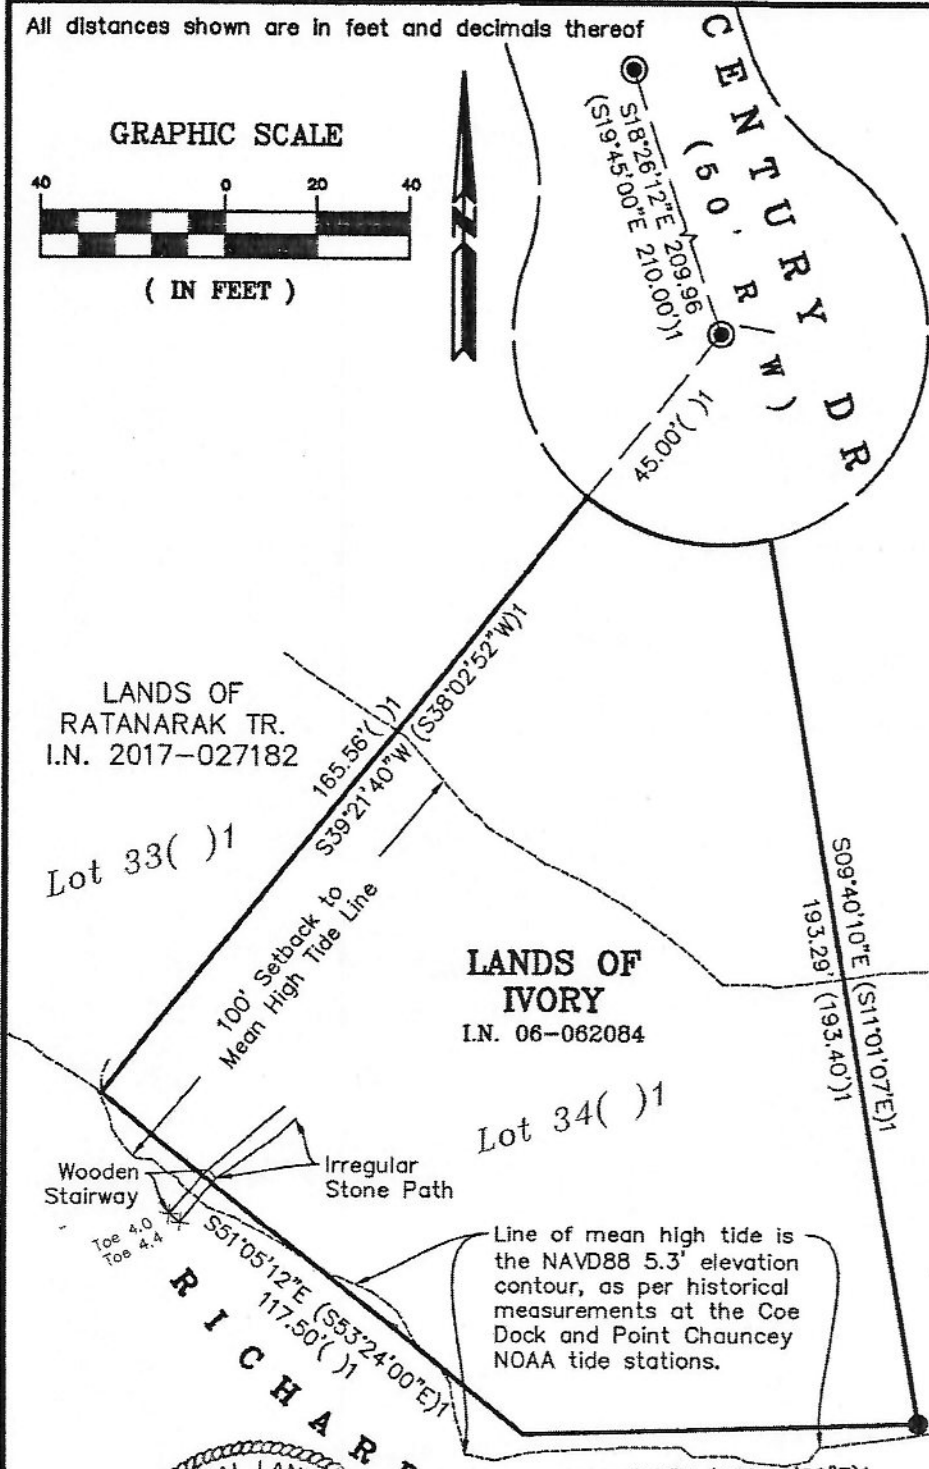 All distances shown are in feet and decimals thereof
GRAPHIC SCALE
40 0 20 40
( IN FEET )
N
CENTURY DR
(50' R/W)
S18°26'12"E 209.96
(S19°45'00"E 210.00')1
45.00'( )1
LANDS OF
RATANARAK TR.
I.N. 2017-027182
165.56'( )1
S39°21'40"W (S38°02'52"W)1
Lot 33( )1
100' Setback to
Mean High Tide Line
LANDS OF
IVORY
I.N. 06-062084
S09°40'10"E (S11°01'07"E)1
193.29' (193.40')1
Lot 34( )1
Wooden
Stairway
Irregular
Stone Path
Toe 4.0
Toe 4.4
S51°05'12"E (S53°24'00"E)1
117.50'( )1
Line of mean high tide is
the NAVD88 5.3' elevation
contour, as per historical
measurements at the Coe
Dock and Point Chauncey
NOAA tide stations.
RICHAR